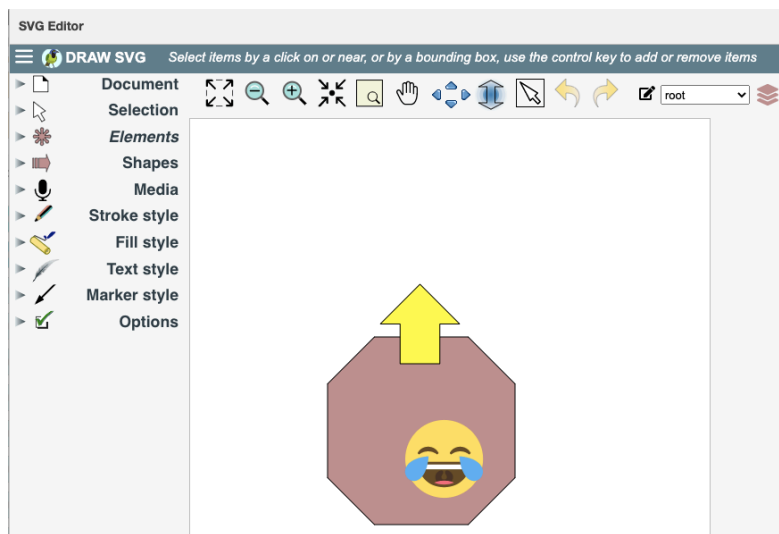 SVG Editor
DRAW SVG Select items by a click on or near, or by a bounding box, use the control key to add or remove items
Document
Selection
Elements
Shapes
Media
Stroke style
Fill style
Text style
Marker style
Options
root